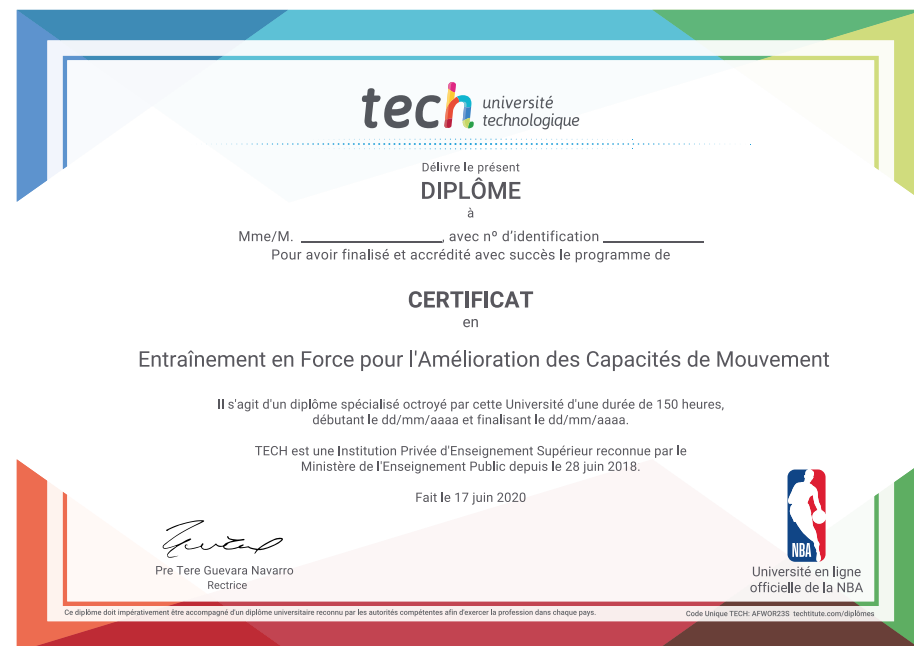 tech université
technologique
Délivre le présent
DIPLÔME
à
Mme/M. ____________________, avec nº d'identification ______________
Pour avoir finalisé et accrédité avec succès le programme de
CERTIFICAT
en
Entraînement en Force pour l'Amélioration des Capacités de Mouvement
Il s'agit d'un diplôme spécialisé octroyé par cette Université d'une durée de 150 heures,
débutant le dd/mm/aaaa et finalisant le dd/mm/aaaa.
TECH est une Institution Privée d'Enseignement Supérieur reconnue par le
Ministère de l'Enseignement Public depuis le 28 juin 2018.
Fait le 17 juin 2020
Pre Tere Guevara Navarro
Rectrice
NBA
Université en ligne
officielle de la NBA
Ce diplôme doit impérativement être accompagné d'un diplôme universitaire reconnu par les autorités compétentes afin d'exercer la profession dans chaque pays.
Code Unique TECH: AFWOR23S techtitute.com/diplômes